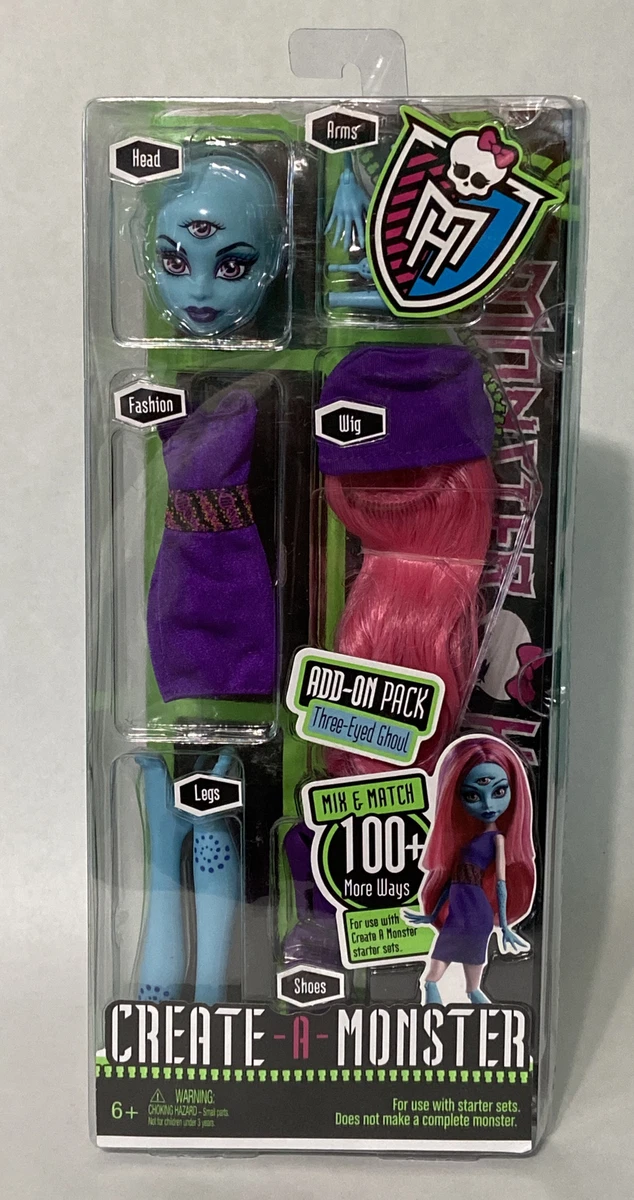 Head
Arms
MH
MONSTER H
Fashion
Wig
ADD-ON PACK
Three-Eyed Ghoul
Legs
MIX & MATCH
100+
More Ways
For use with
Create A Monster
starter sets.
Shoes
CREATE-A-MONSTER
6+
WARNING:
CHOKING HAZARD - Small parts.
Not for children under 3 years.
For use with starter sets.
Does not make a complete monster.